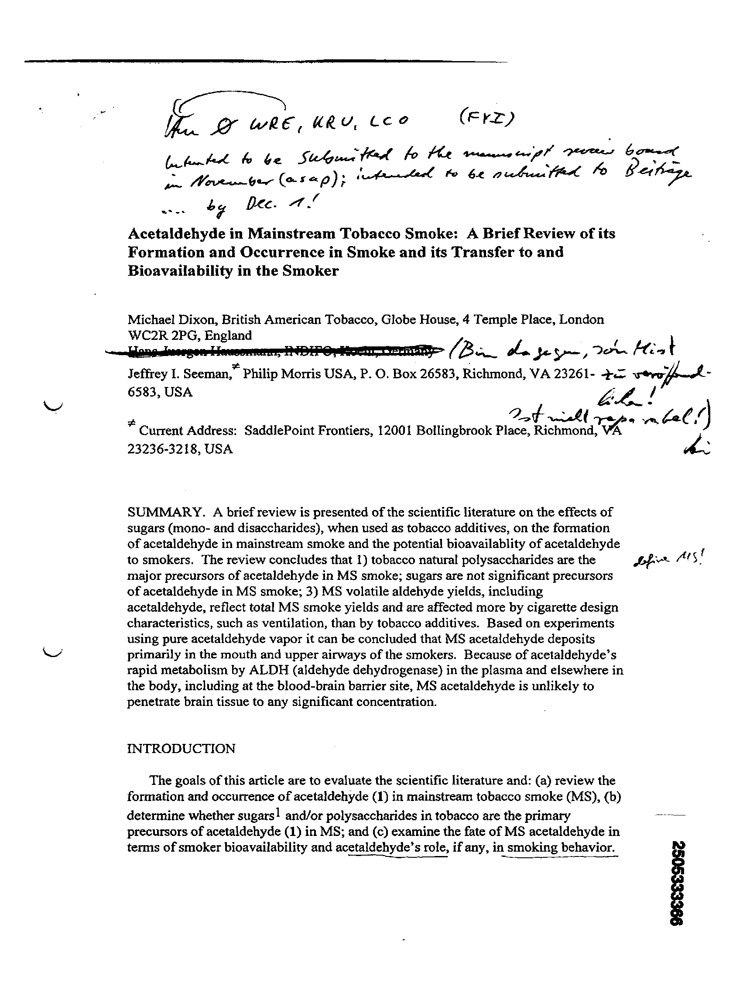 WRE, KRU, LCO (FYI)
Intended to be submitted to the manuscript review board
in November (asap); intended to be submitted to Beiträge
.... by Dec. 1!
Acetaldehyde in Mainstream Tobacco Smoke: A Brief Review of its
Formation and Occurrence in Smoke and its Transfer to and
Bioavailability in the Smoker
Michael Dixon, British American Tobacco, Globe House, 4 Temple Place, London
WC2R 2PG, England
Hans Juergen Haussmann, INBIFO, Koeln, Germany (Bin dagegen, Mist
Jeffrey I. Seeman,≠ Philip Morris USA, P. O. Box 26583, Richmond, VA 23261- zu veröffent-
6583, USA lichen!
Ist nicht reparabel!)
≠ Current Address: SaddlePoint Frontiers, 12001 Bollingbrook Place, Richmond, VA
23236-3218, USA
SUMMARY. A brief review is presented of the scientific literature on the effects of
sugars (mono- and disaccharides), when used as tobacco additives, on the formation
of acetaldehyde in mainstream smoke and the potential bioavailablity of acetaldehyde
to smokers. The review concludes that 1) tobacco natural polysaccharides are the
define MS!
major precursors of acetaldehyde in MS smoke; sugars are not significant precursors
of acetaldehyde in MS smoke; 3) MS volatile aldehyde yields, including
acetaldehyde, reflect total MS smoke yields and are affected more by cigarette design
characteristics, such as ventilation, than by tobacco additives. Based on experiments
using pure acetaldehyde vapor it can be concluded that MS acetaldehyde deposits
primarily in the mouth and upper airways of the smokers. Because of acetaldehyde's
rapid metabolism by ALDH (aldehyde dehydrogenase) in the plasma and elsewhere in
the body, including at the blood-brain barrier site, MS acetaldehyde is unlikely to
penetrate brain tissue to any significant concentration.
INTRODUCTION
The goals of this article are to evaluate the scientific literature and: (a) review the
formation and occurrence of acetaldehyde (1) in mainstream tobacco smoke (MS), (b)
determine whether sugars1 and/or polysaccharides in tobacco are the primary
precursors of acetaldehyde (1) in MS; and (c) examine the fate of MS acetaldehyde in
terms of smoker bioavailability and acetaldehyde's role, if any, in smoking behavior.
2505333366